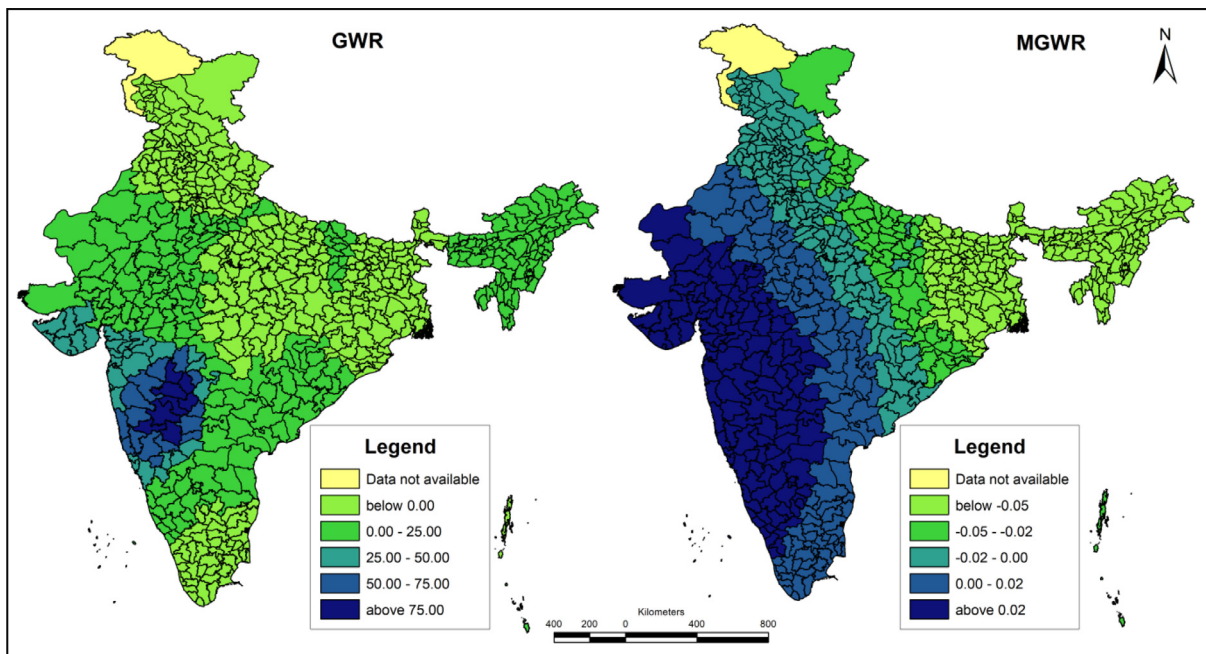 GWR
MGWR
N
Legend
Data not available
below 0.00
0.00 - 25.00
25.00 - 50.00
50.00 - 75.00
above 75.00
Legend
Data not available
below -0.05
-0.05 - -0.02
-0.02 - 0.00
0.00 - 0.02
above 0.02
Kilometers
400 200 0 400 800